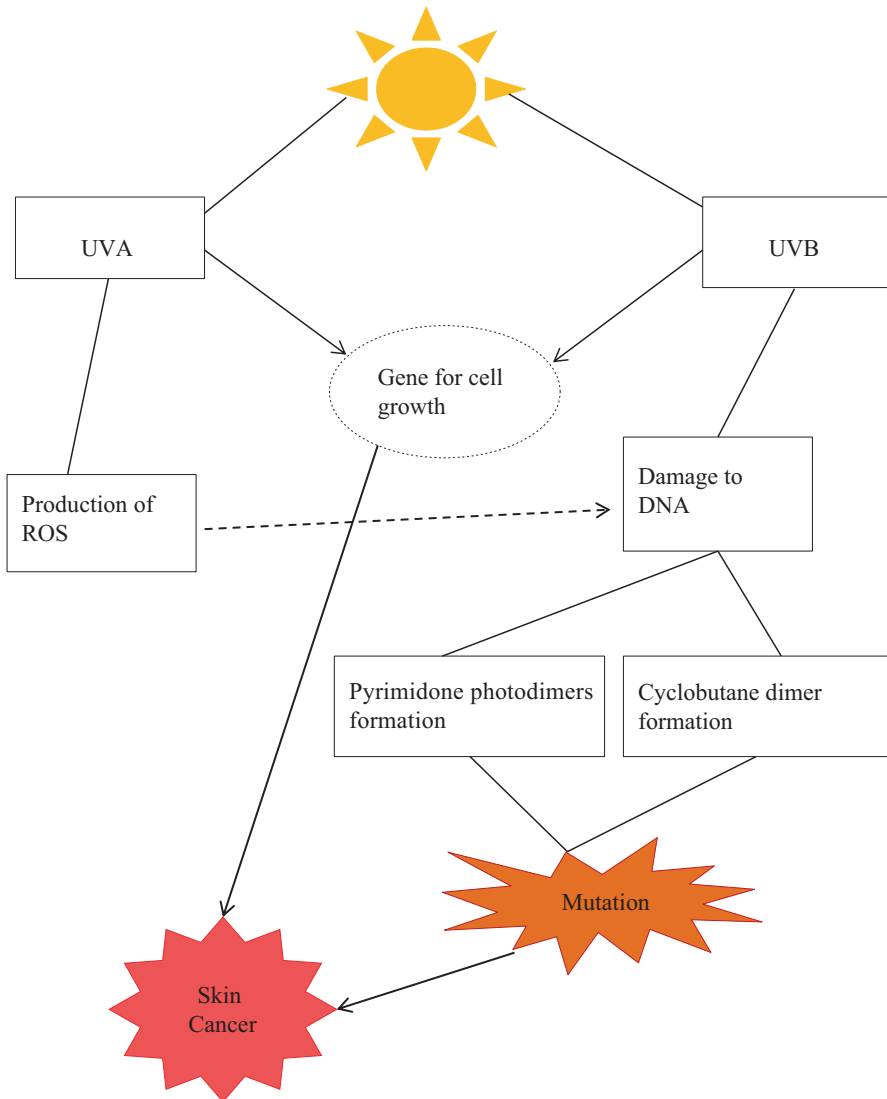 UVA
UVB
Gene for cell
growth
Production of
ROS
Damage to
DNA
Pyrimidone photodimers
formation
Cyclobutane dimer
formation
Mutation
Skin
Cancer